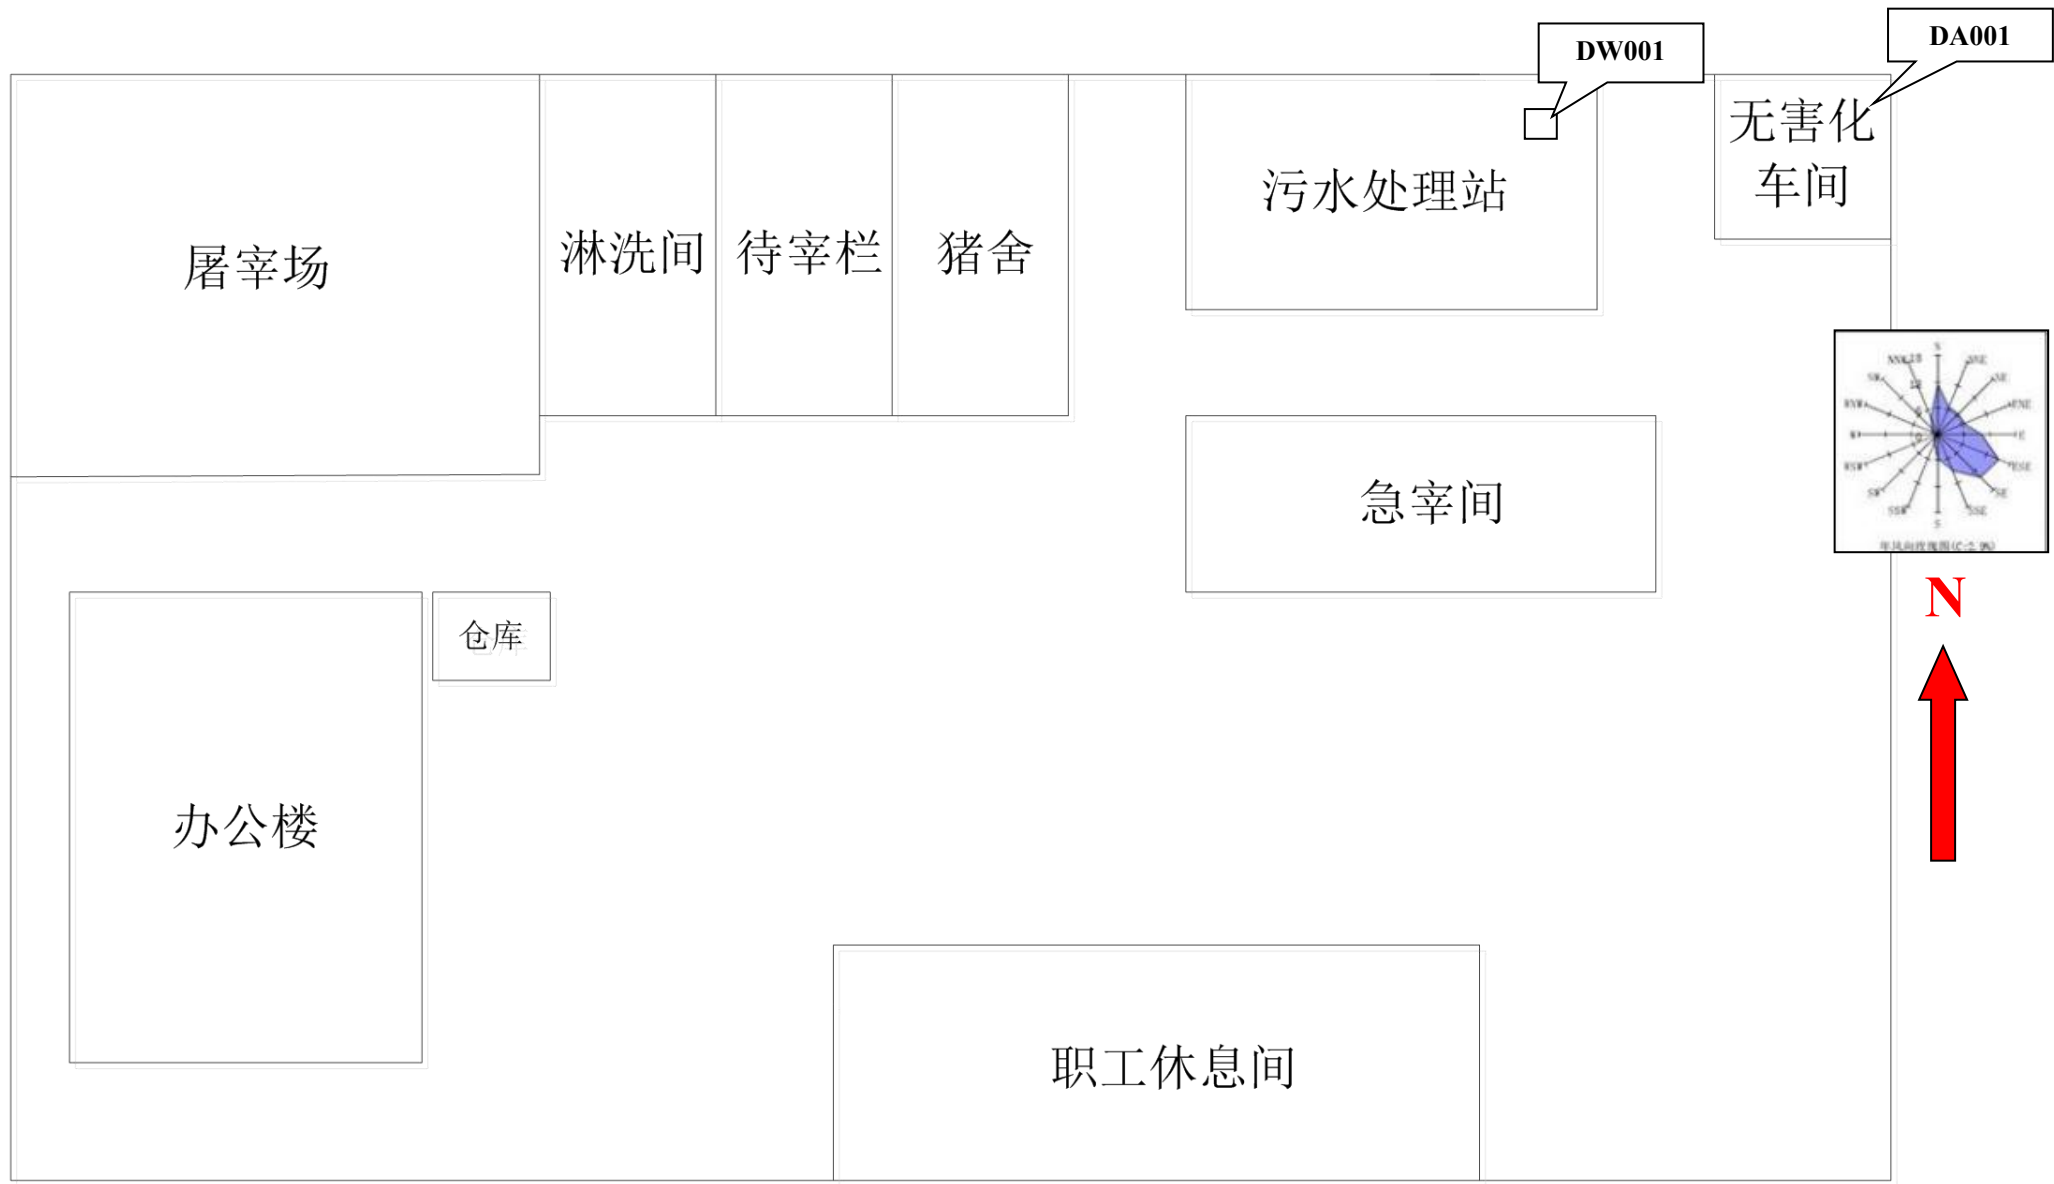 DW001
DA001
无害化
车间
污水处理站
屠宰场
淋洗间
待宰栏
猪舍
急宰间
N
仓库
办公楼
职工休息间